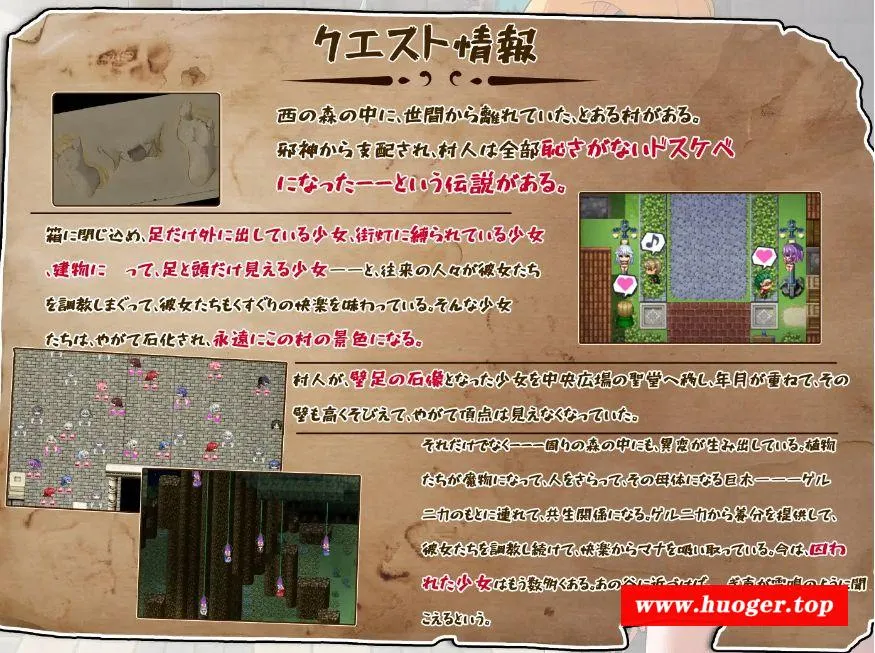 クエスト情報
西の森の中に、世間から離れていた、とある村がある。
邪神から支配され、村人は全部恥さがないドスケベ
になったーーという伝説がある。
箱に閉じ込め、足だけ外に出している少女、街灯に縛られている少女
、建物に って、足と頭だけ見える少女ーーと、往来の人々が彼女たち
を調教しまぐって、彼女たちもくすぐりの快楽を味わっている。そんな少女
たちは、やがて石化され、永遠にこの村の景色になる。
村人が、壁足の石像となった少女を中央広場の聖堂へ移し、年月が重ねて、その
壁も高くそびえて、やがて頂点は見えなくなっていた。
それだけでなくーーー周りの森の中にも、異変が生み出している。植物
たちが魔物になって、人をさらって、その母体になる巨木ーーーゲル
ニカのもとに連れて、共生関係になる。ゲルニカから養分を提供して、
彼女たちを調教し続けて、快楽からマナを吸い取っている。今は、囚わ
れた少女はもう数多くある。あの谷に近づけば、 声が雷鳴のように聞
こえるという。
www.huoger.top